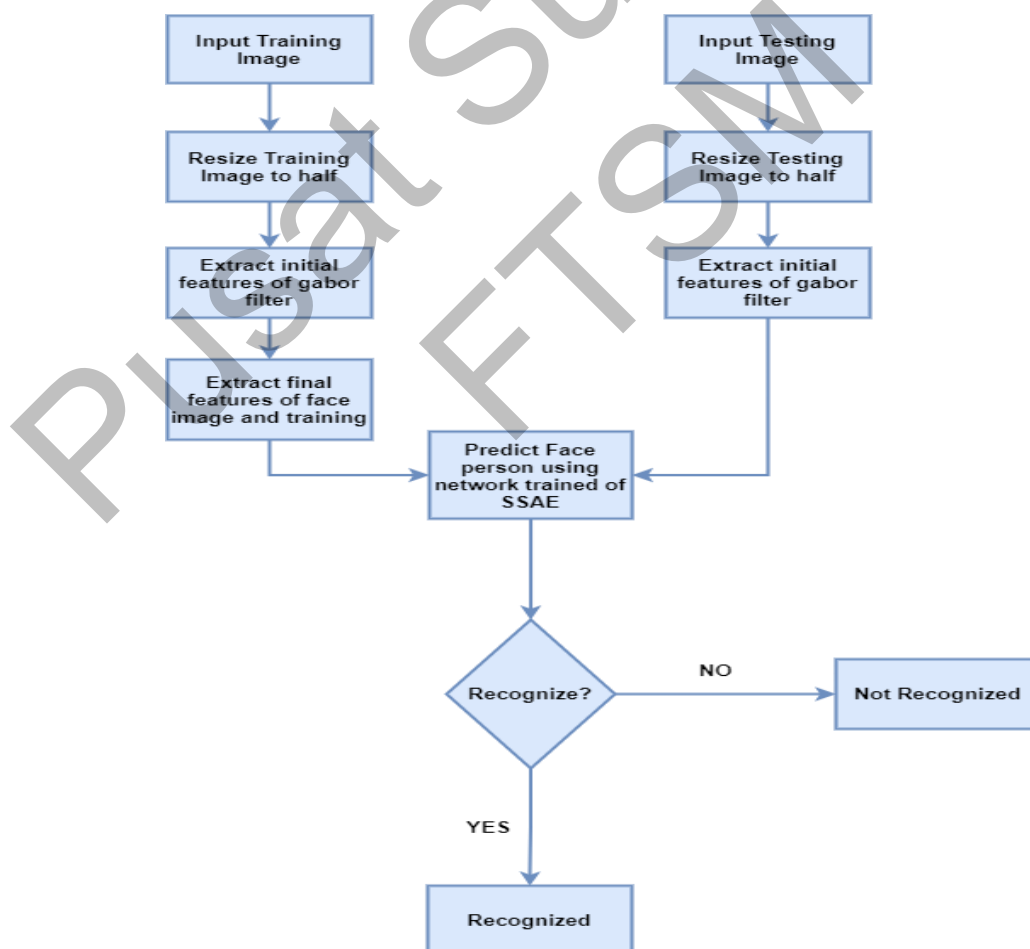 Input Training
Image
Input Testing
Image
Resize Training
Image to half
Resize Testing
Image to half
Extract initial
features of gabor
filter
Extract initial
features of gabor
filter
Extract final
features of face
image and training
Predict Face
person using
network trained of
SSAE
Recognize?
NO
Not Recognized
YES
Recognized
Pusat Su
FTSM